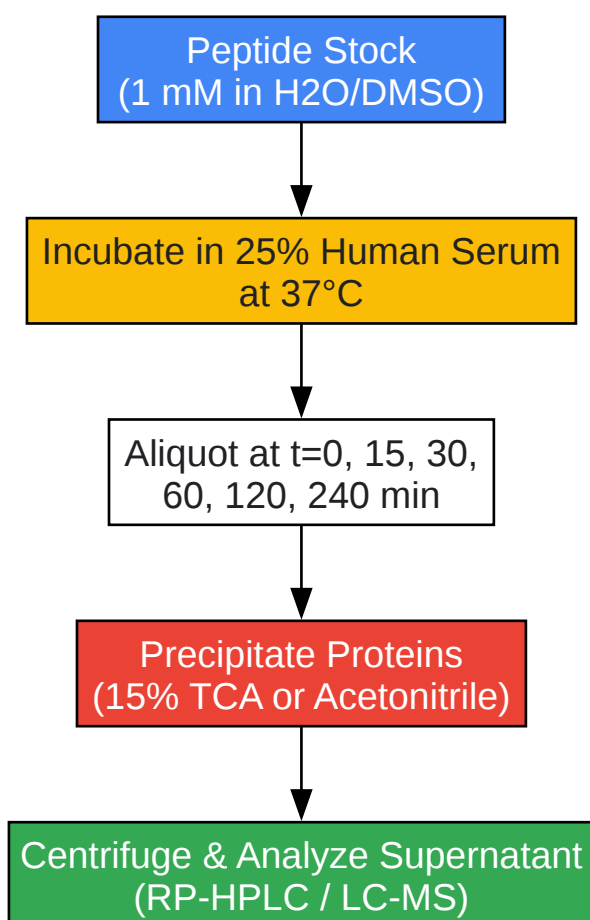 Peptide Stock
(1 mM in H2O/DMSO)
Incubate in 25% Human Serum
at 37°C
Aliquot at t=0, 15, 30,
60, 120, 240 min
Precipitate Proteins
(15% TCA or Acetonitrile)
Centrifuge & Analyze Supernatant
(RP-HPLC / LC-MS)